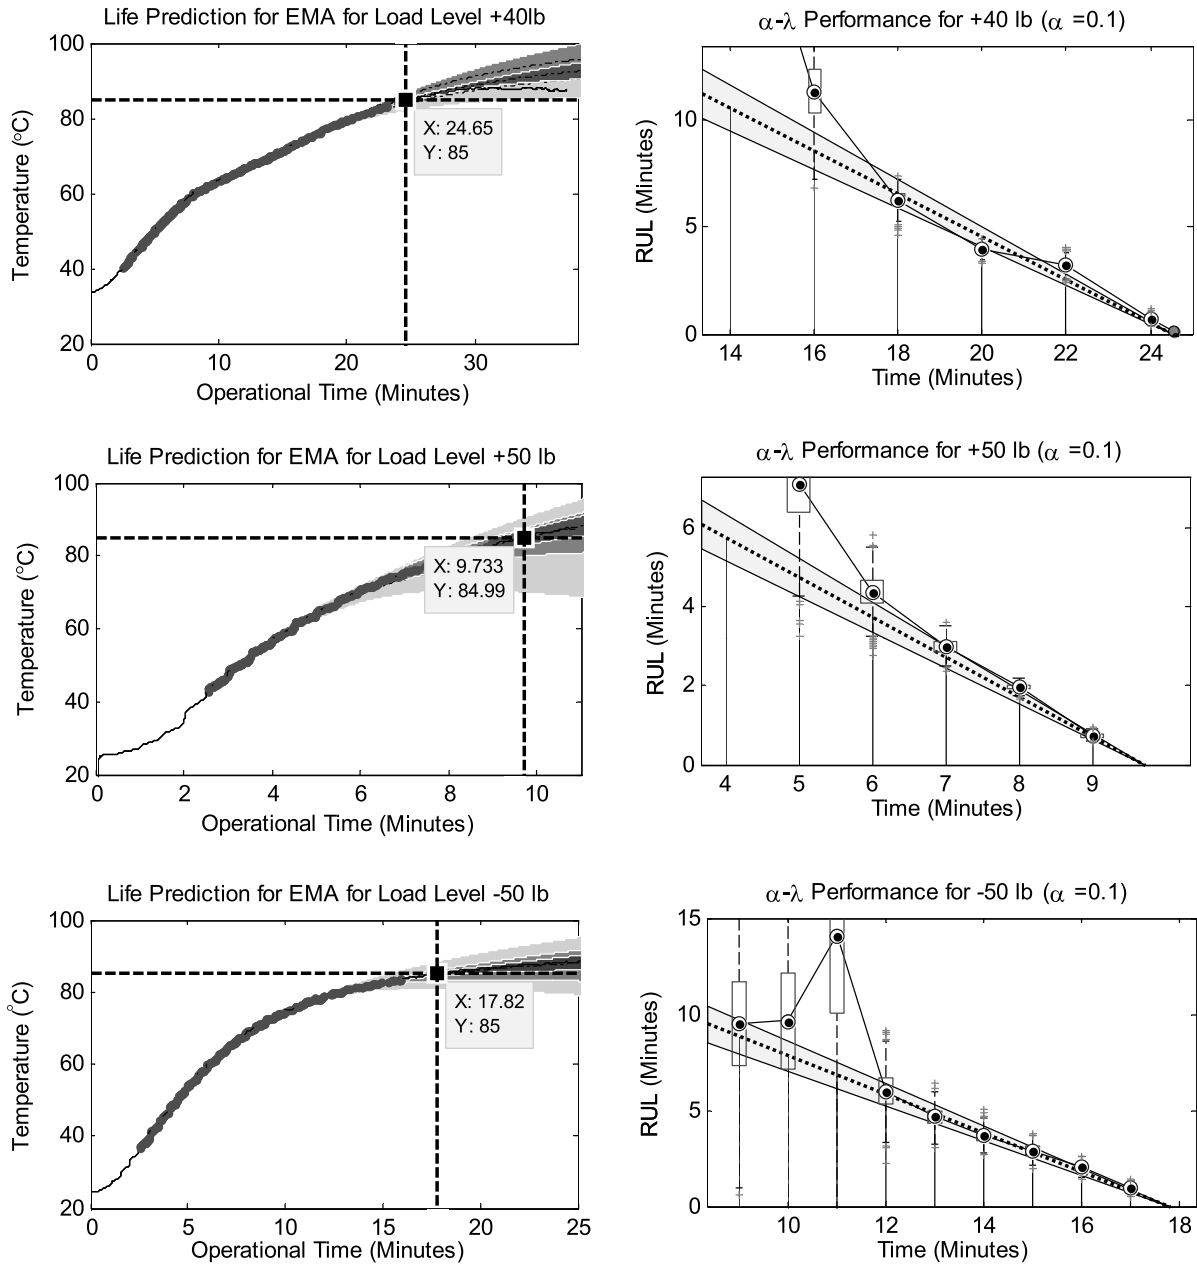 Life Prediction for EMA for Load Level +40lb
100
80
60
40
20
0
10
20
30
Temperature (°C)
Operational Time (Minutes)
X: 24.65
Y: 85
α-λ Performance for +40 lb (α =0.1)
10
5
0
14
16
18
20
22
24
RUL (Minutes)
Time (Minutes)
Life Prediction for EMA for Load Level +50 lb
100
80
60
40
20
0
2
4
6
8
10
Temperature (°C)
Operational Time (Minutes)
X: 9.733
Y: 84.99
α-λ Performance for +50 lb (α =0.1)
6
4
2
0
4
5
6
7
8
9
RUL (Minutes)
Time (Minutes)
Life Prediction for EMA for Load Level -50 lb
100
80
60
40
20
0
5
10
15
20
25
Temperature (°C)
Operational Time (Minutes)
X: 17.82
Y: 85
α-λ Performance for -50 lb (α =0.1)
15
10
5
0
10
11
12
13
14
15
16
17
18
RUL (Minutes)
Time (Minutes)